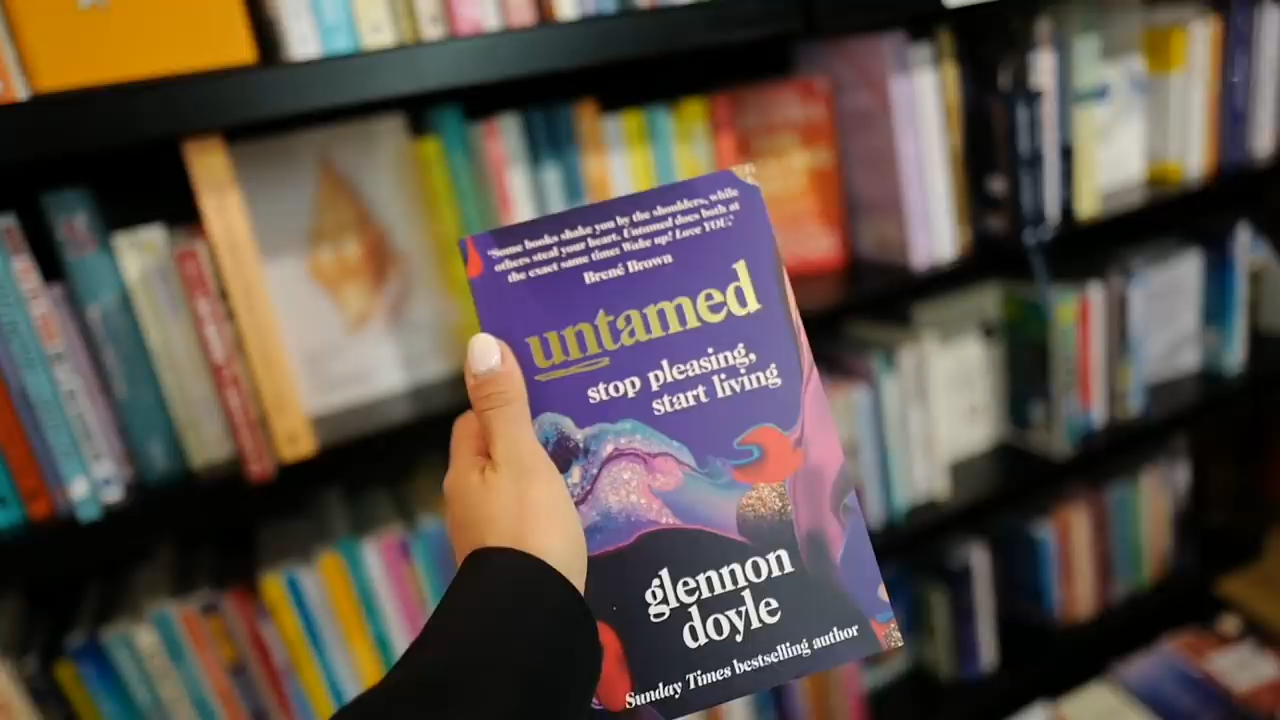 'Some books shake you by the shoulders, while
others steal your heart. Untamed does both at
the exact same time: Wake up! Love YOU.'
Brené Brown
untamed
stop pleasing,
start living
glennon
doyle
Sunday Times bestselling author